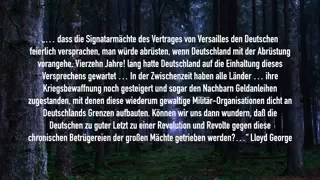 „… dass die Signatarmächte des Vertrages von Versailles den Deutschen
feierlich versprachen, man würde abrüsten, wenn Deutschland mit der Abrüstung
vorangehe. Vierzehn Jahre! lang hatte Deutschland auf die Einhaltung dieses
Versprechens gewartet … In der Zwischenzeit haben alle Länder … ihre
Kriegsbewaffnung noch gesteigert und sogar den Nachbarn Geldanleihen
zugestanden, mit denen diese wiederum gewaltige Militär-Organisationen dicht an
Deutschlands Grenzen aufbauten. Können wir uns dann wundern, daß die
Deutschen zu guter Letzt zu einer Revolution und Revolte gegen diese
chronischen Betrügereien der großen Mächte getrieben werden?…" Lloyd George